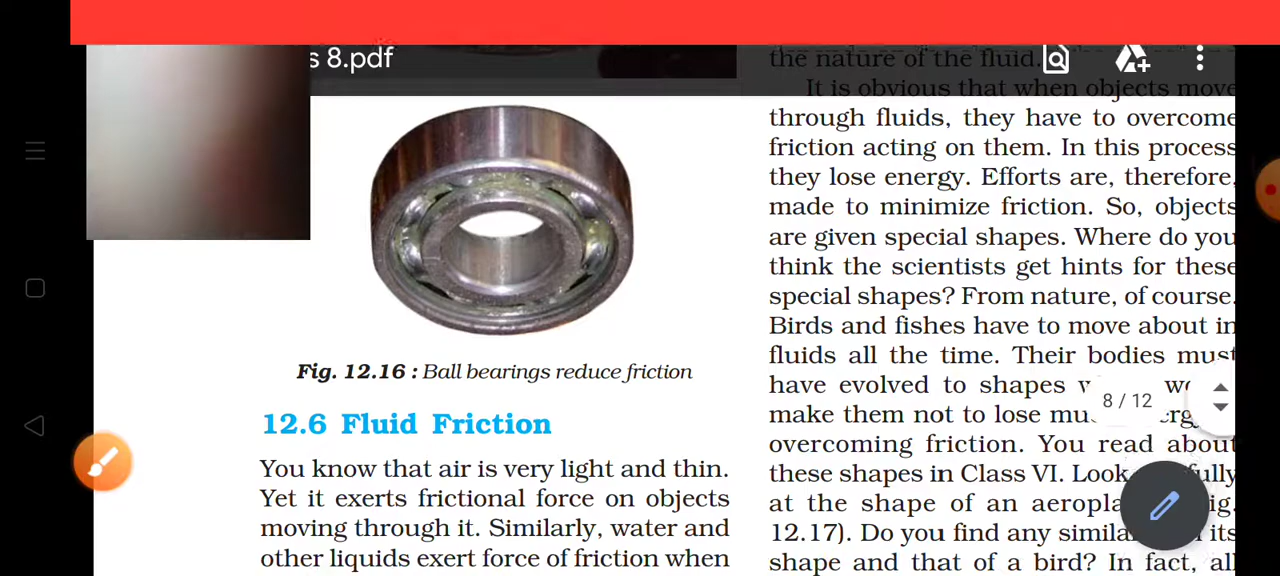 s 8.pdf
Fig. 12.16 : Ball bearings reduce friction
12.6 Fluid Friction
You know that air is very light and thin.
Yet it exerts frictional force on objects
moving through it. Similarly, water and
other liquids exert force of friction when
the nature of the fluid.
It is obvious that when objects move
through fluids, they have to overcome
friction acting on them. In this process
they lose energy. Efforts are, therefore,
made to minimize friction. So, objects
are given special shapes. Where do you
think the scientists get hints for these
special shapes? From nature, of course.
Birds and fishes have to move about in
fluids all the time. Their bodies must
have evolved to shapes
make them not to lose
overcoming friction. You read about
these shapes in Class VI. Look
at the shape of an
12.17). Do you find any its
shape and that of a bird? In fact, all
8 / 12